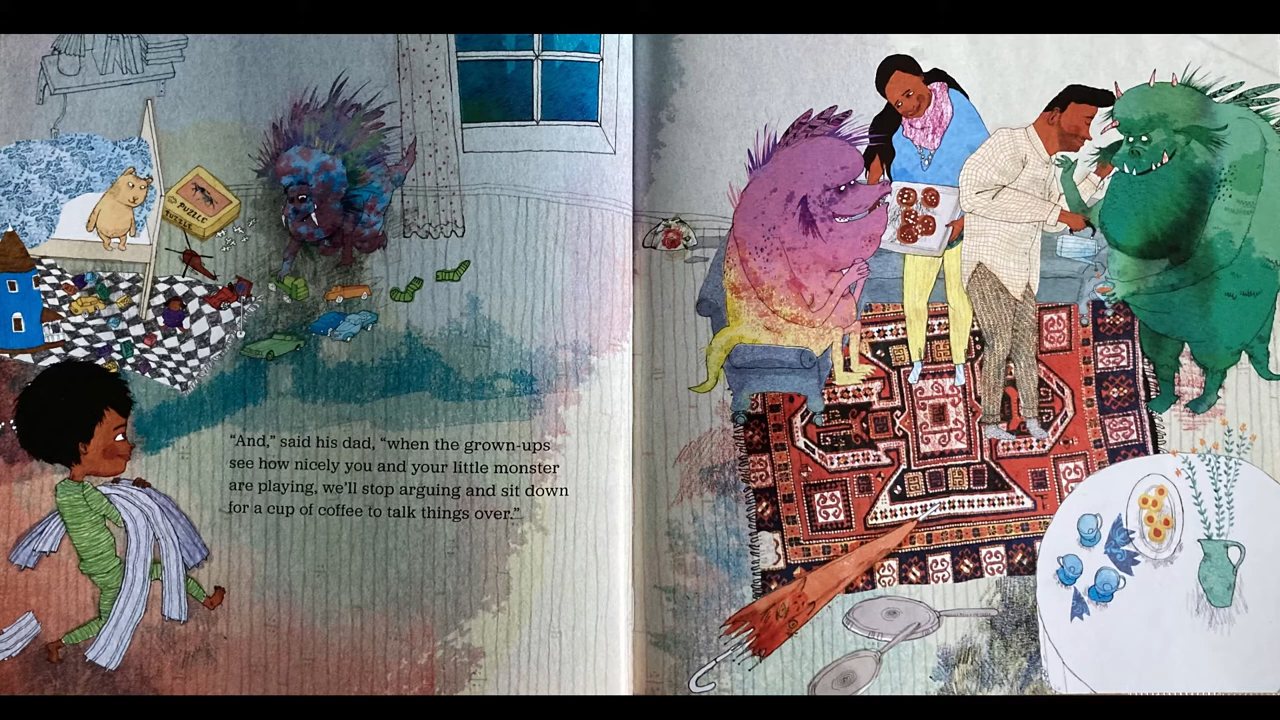 PUZZLE
PUZZLE
“And,” said his dad, “when the grown-ups
see how nicely you and your little monster
are playing, we’ll stop arguing and sit down
for a cup of coffee to talk things over.”